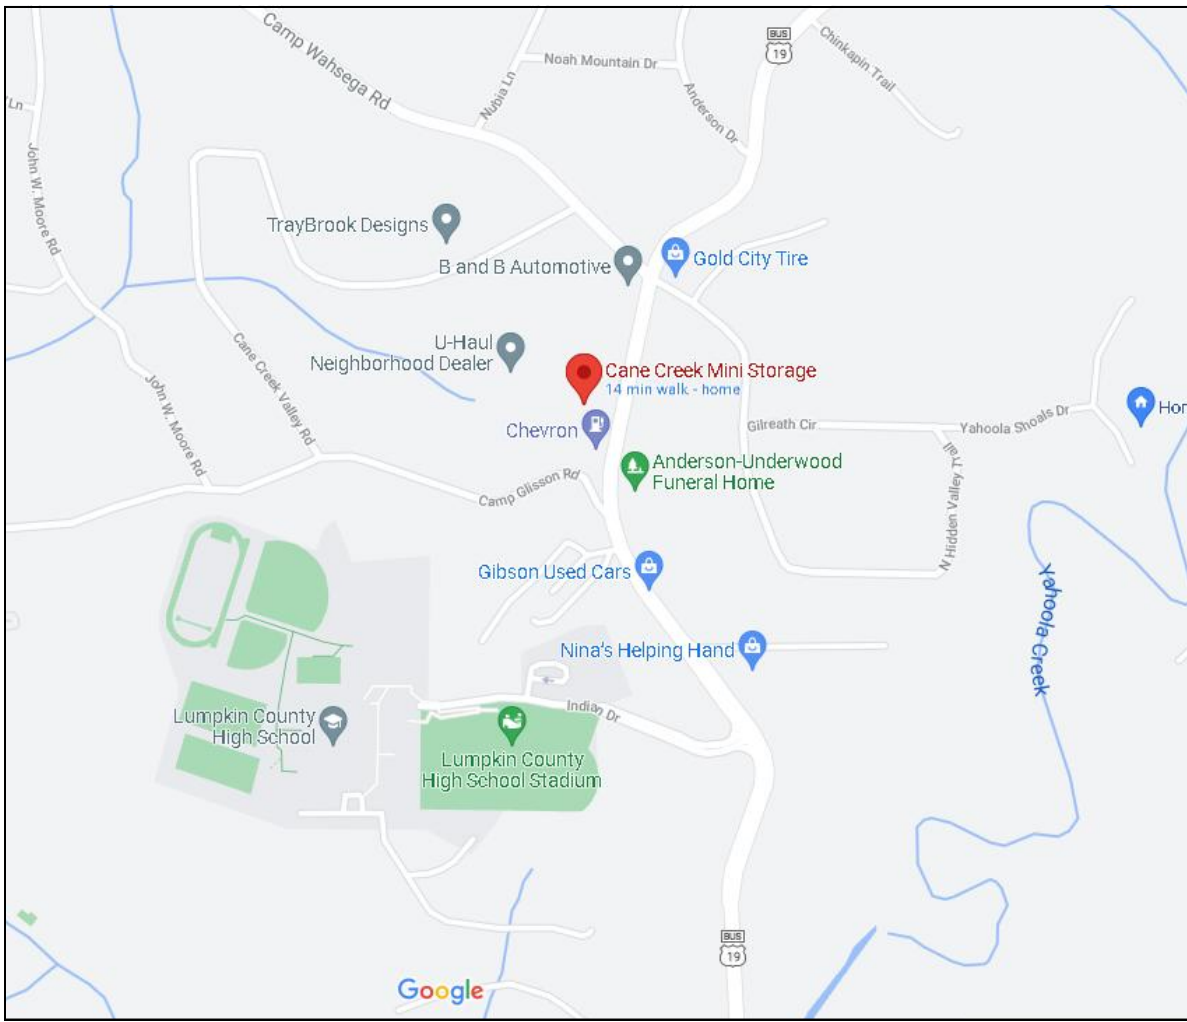 Camp Wahsega Rd
BUS
19
Chinkapin Trail
Noah Mountain Dr
Nubia Ln
Anderson Dr
Ln
John W. Moore Rd
TrayBrook Designs
B and B Automotive
Gold City Tire
U-Haul
Neighborhood Dealer
Cane Creek Valley Rd
Cane Creek Mini Storage
14 min walk - home
John W. Moore Rd
Chevron
Gilreath Cir
Yahoola Shoals Dr
Hor
Anderson-Underwood
Funeral Home
Camp Glisson Rd
N Hidden Valley Trail
Gibson Used Cars
Yahoola Creek
Nina's Helping Hand
Indian Dr
Lumpkin County
High School
Lumpkin County
High School Stadium
BUS
19
Google